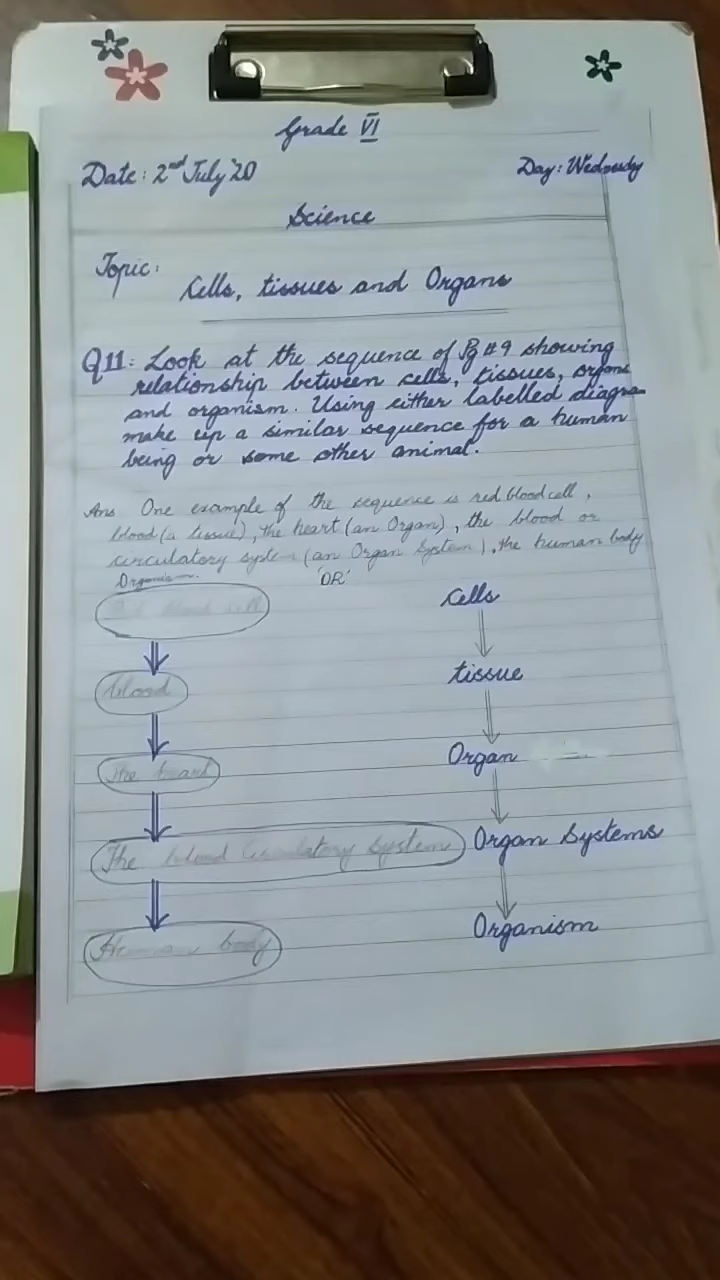 Grade VI
Date: 2nd July '20 Day: Wednesday
Science
Topic:
Cells, tissues and Organs
Q11: Look at the sequence of Pg # 9 showing
relationship between cells, tissues, organs
and organism. Using either labelled diagram
make up a similar sequence for a human
being or some other animal.
Ans One example of the sequence is red blood cell,
blood (a tissue), the heart (an Organ), the blood or
circulatory system (an Organ System), the human body
Organism. 'OR'
Red blood cell Cells
blood tissue
The heart Organ
The blood Circulatory System Organ Systems
Human body Organism